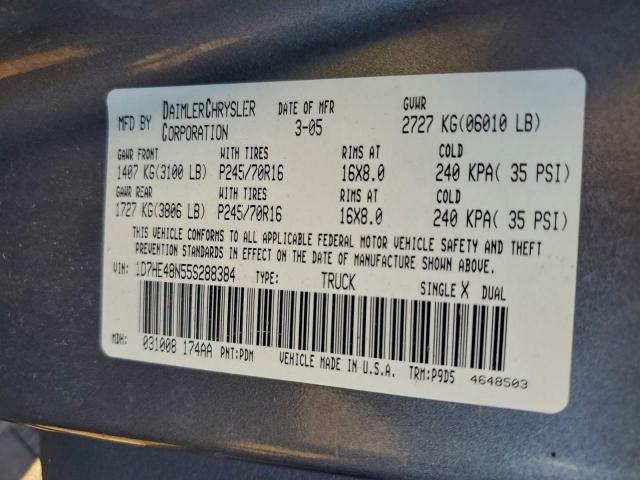 MFD BY DAIMLERCHRYSLER CORPORATION DATE OF MFR 3-05 GVWR 2727 KG(06010 LB)
GAWR FRONT WITH TIRES RIMS AT COLD
1407 KG(3100 LB) P245/70R16 16X8.0 240 KPA( 35 PSI)
GAWR REAR WITH TIRES RIMS AT COLD
1727 KG(3806 LB) P245/70R16 16X8.0 240 KPA( 35 PSI)
THIS VEHICLE CONFORMS TO ALL APPLICABLE FEDERAL MOTOR VEHICLE SAFETY AND THEFT
PREVENTION STANDARDS IN EFFECT ON THE DATE OF MANUFACTURE SHOWN ABOVE.
VIN: 1D7HE48N55S288384 TYPE: TRUCK SINGLE X DUAL
MDH: 031008 174AA PNT:PDM VEHICLE MADE IN U.S.A. TRM:P9D5 4648503